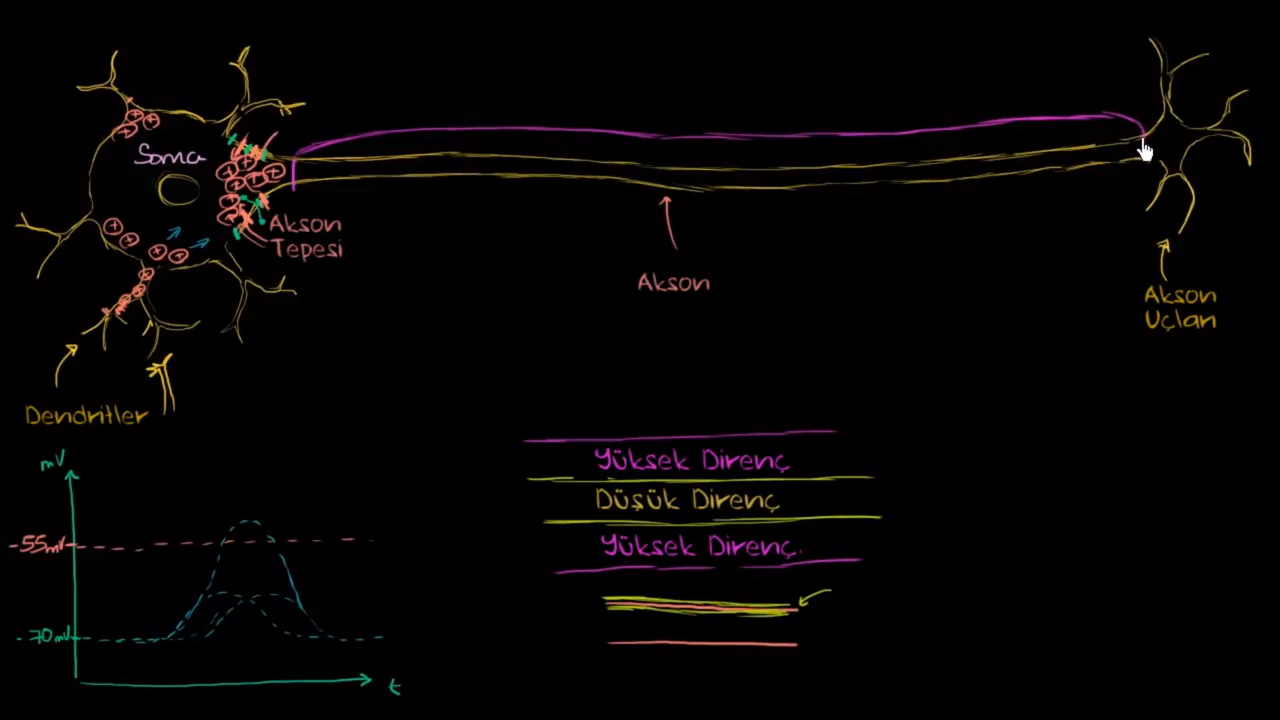 Soma
Akson
Tepesi
Akson
Akson
Uçları
Dendritler
mV
-55mV
-70mV
t
Yüksek Direnç
Düşük Direnç
Yüksek Direnç